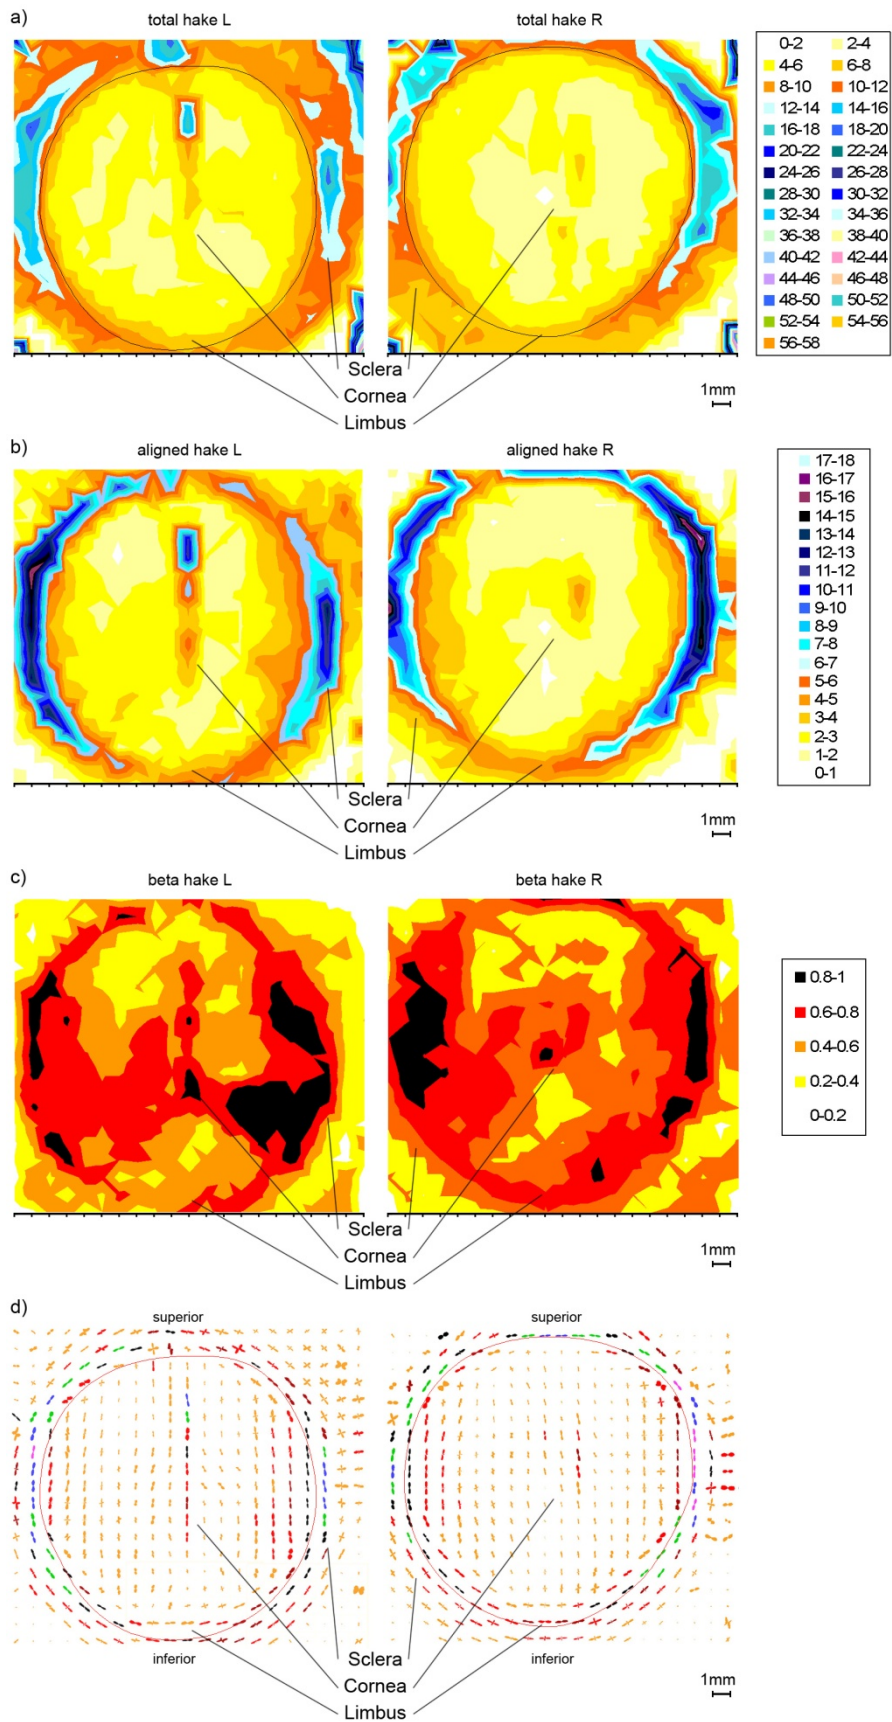 a)
total hake L
total hake R
0-2 2-4
4-6 6-8
8-10 10-12
12-14 14-16
16-18 18-20
20-22 22-24
24-26 26-28
28-30 30-32
32-34 34-36
36-38 38-40
40-42 42-44
44-46 46-48
48-50 50-52
52-54 54-56
56-58
Sclera
Cornea
Limbus
1mm
b)
aligned hake L
aligned hake R
17-18
16-17
15-16
14-15
13-14
12-13
11-12
10-11
9-10
8-9
7-8
6-7
5-6
4-5
3-4
2-3
1-2
0-1
Sclera
Cornea
Limbus
1mm
c)
beta hake L
beta hake R
0.8-1
0.6-0.8
0.4-0.6
0.2-0.4
0-0.2
Sclera
Cornea
Limbus
1mm
d)
superior
superior
inferior
inferior
Sclera
Cornea
Limbus
1mm